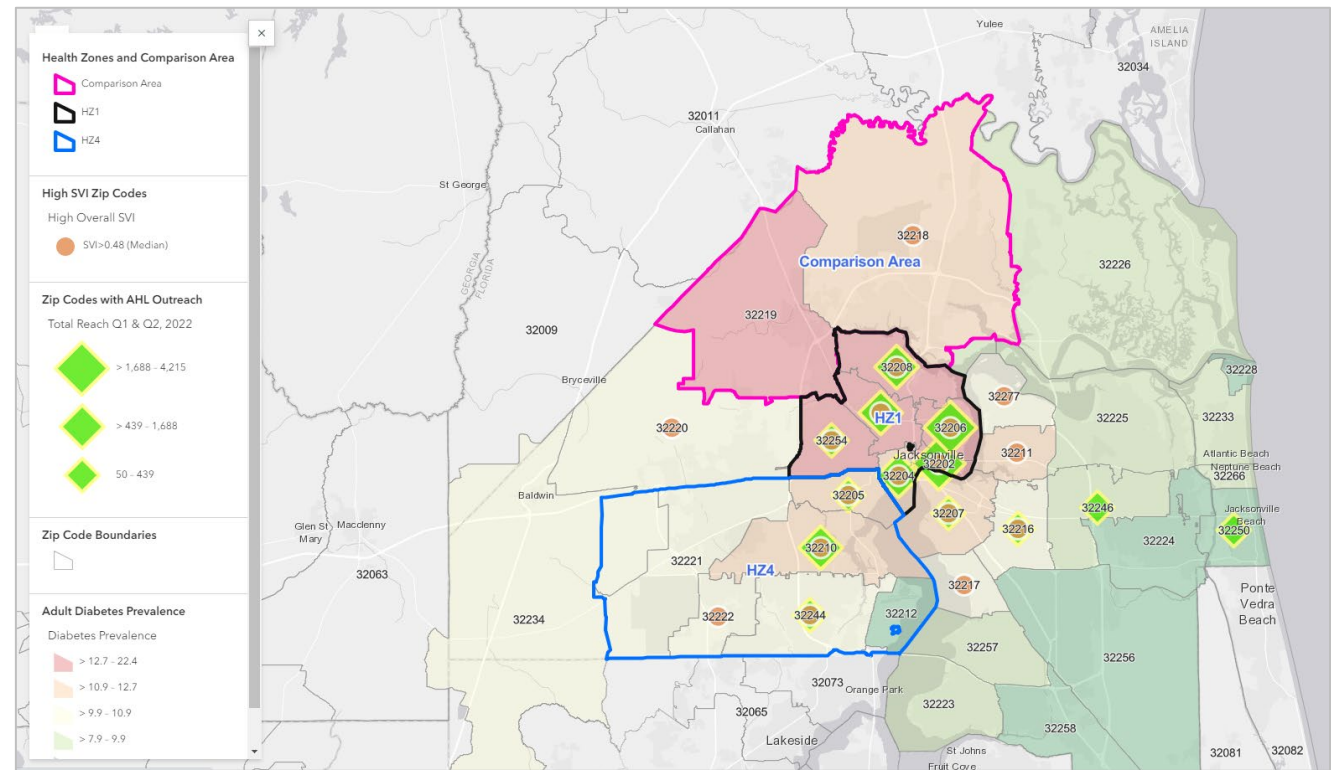 ×
Health Zones and Comparison Area
Comparison Area
HZ1
HZ4
High SVI Zip Codes
High Overall SVI
SVI>0.48 (Median)
Zip Codes with AHL Outreach
Total Reach Q1 & Q2, 2022
> 1,688 - 4,215
> 439 - 1,688
50 - 439
Zip Code Boundaries
Adult Diabetes Prevalence
Diabetes Prevalence
> 12.7 - 22.4
> 10.9 - 12.7
> 9.9 - 10.9
> 7.9 - 9.9
Yulee
AMELIA
ISLAND
32034
32011
Callahan
St George
GEORGIA
FLORIDA
32218
Comparison Area
32226
32219
32009
Bryceville
32208
32228
32277
32220
HZ1
32206
32225
32233
32254
Jacksonville
32202
32211
Atlantic Beach
Neptune Beach
32266
32204
Baldwin
32205
32207
32246
Jacksonville
Beach
32250
Glen St
Mary
Macclenny
32216
32224
32210
32221
HZ4
32063
32217
Ponte
Vedra
Beach
32234
32222
32244
32212
32257
32256
32073
Orange Park
32065
32223
32258
Lakeside
St Johns
Fruit Cove
32081
32082